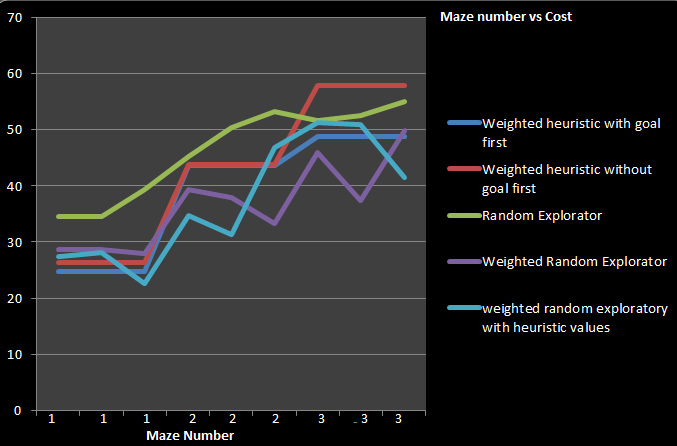 Maze number vs Cost
70
60
50
40
30
20
10
0
1 1 1 2 2 2 3 3 3
Maze Number
Weighted heuristic with goal
first
Weighted heuristic without
goal first
Random Explorator
Weighted Random Explorator
weighted random exploratory
with heuristic values